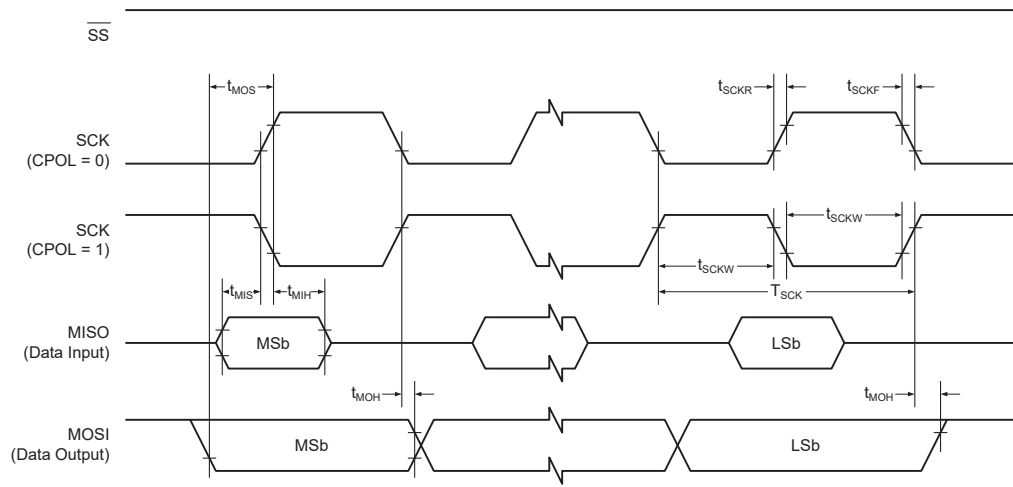 SS
tMOS
tSCKR
tSCKF
SCK
(CPOL = 0)
SCK
(CPOL = 1)
tSCKW
tSCKW
TSCK
tMIS
tMIH
MISO
(Data Input)
MSb
LSb
tMOH
tMOH
MOSI
(Data Output)
MSb
LSb